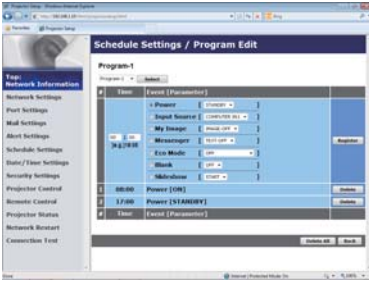 Schedule Settings / Program Edit
Program-1
Program-1 Select
Top:
Network Information
Network Settings
Port Settings
Mail Settings
Alert Settings
Schedule Settings
Date/Time Settings
Security Settings
Projector Control
Remote Control
Projector Status
Network Restart
Connection Test
# Time Event [Parameter]
Power [ STANDBY ]
Input Source [ COMPUTER IN1 ]
My Image [ IMAGE-OFF ]
Messenger [ TEXT-OFF ]
Eco Mode [ OFF ]
Blank [ OFF ]
Slideshow [ START ]
Register
1 08:00 Power [ON] Delete
2 17:00 Power [STANDBY] Delete
# Time Event [Parameter]
Delete All Back